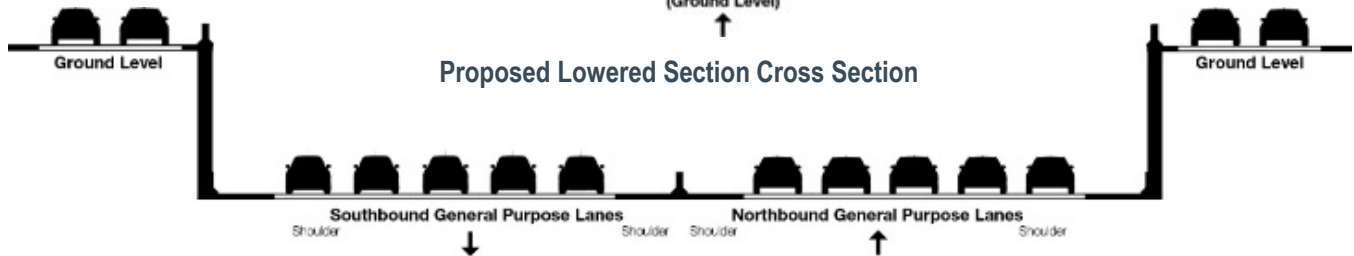 (Ground Level)
Ground Level
Ground Level
Proposed Lowered Section Cross Section
Southbound General Purpose Lanes
Northbound General Purpose Lanes
Shoulder
Shoulder
Shoulder
Shoulder